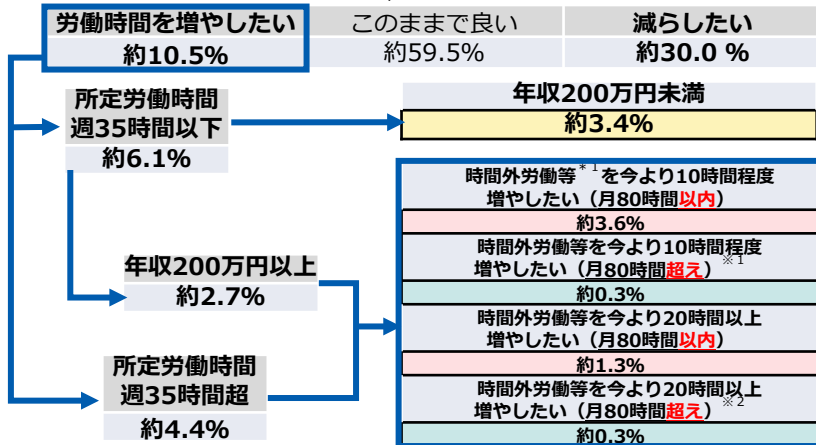 労働時間を増やしたい
このままで良い
減らしたい
約10.5%
約59.5%
約30.0 %
所定労働時間
週35時間以下
約6.1%
年収200万円未満
約3.4%
年収200万円以上
約2.7%
所定労働時間
週35時間超
約4.4%
時間外労働等＊１を今より10時間程度
増やしたい（月80時間以内）
約3.6%
時間外労働等を今より10時間程度
増やしたい（月80時間超え）※１
約0.3%
時間外労働等を今より20時間以上
増やしたい（月80時間以内）
約1.3%
時間外労働等を今より20時間以上
増やしたい（月80時間超え）※２
約0.3%